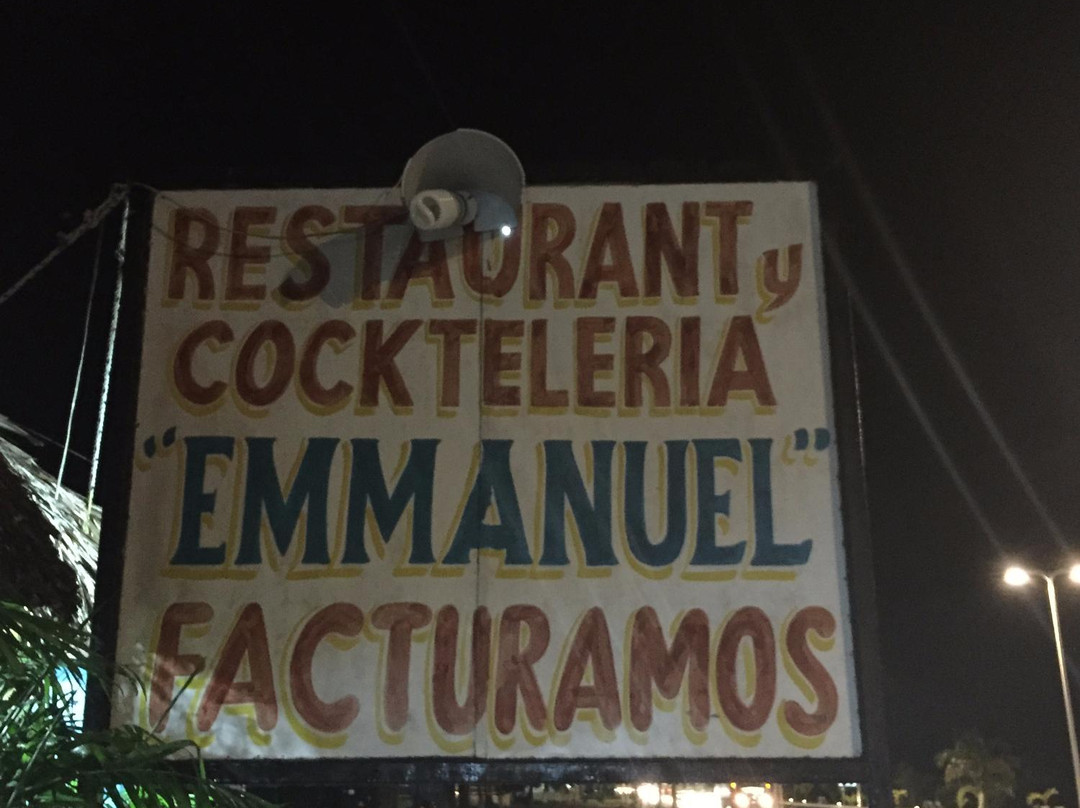 RESTAURANT y
COCKTELERIA
"EMMANUEL"
FACTURAMOS